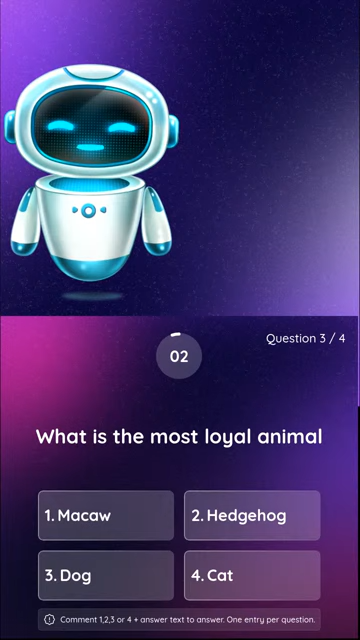 Question 3 / 4
02
What is the most loyal animal
1. Macaw
2. Hedgehog
3. Dog
4. Cat
Comment 1,2,3 or 4 + answer text to answer. One entry per question.